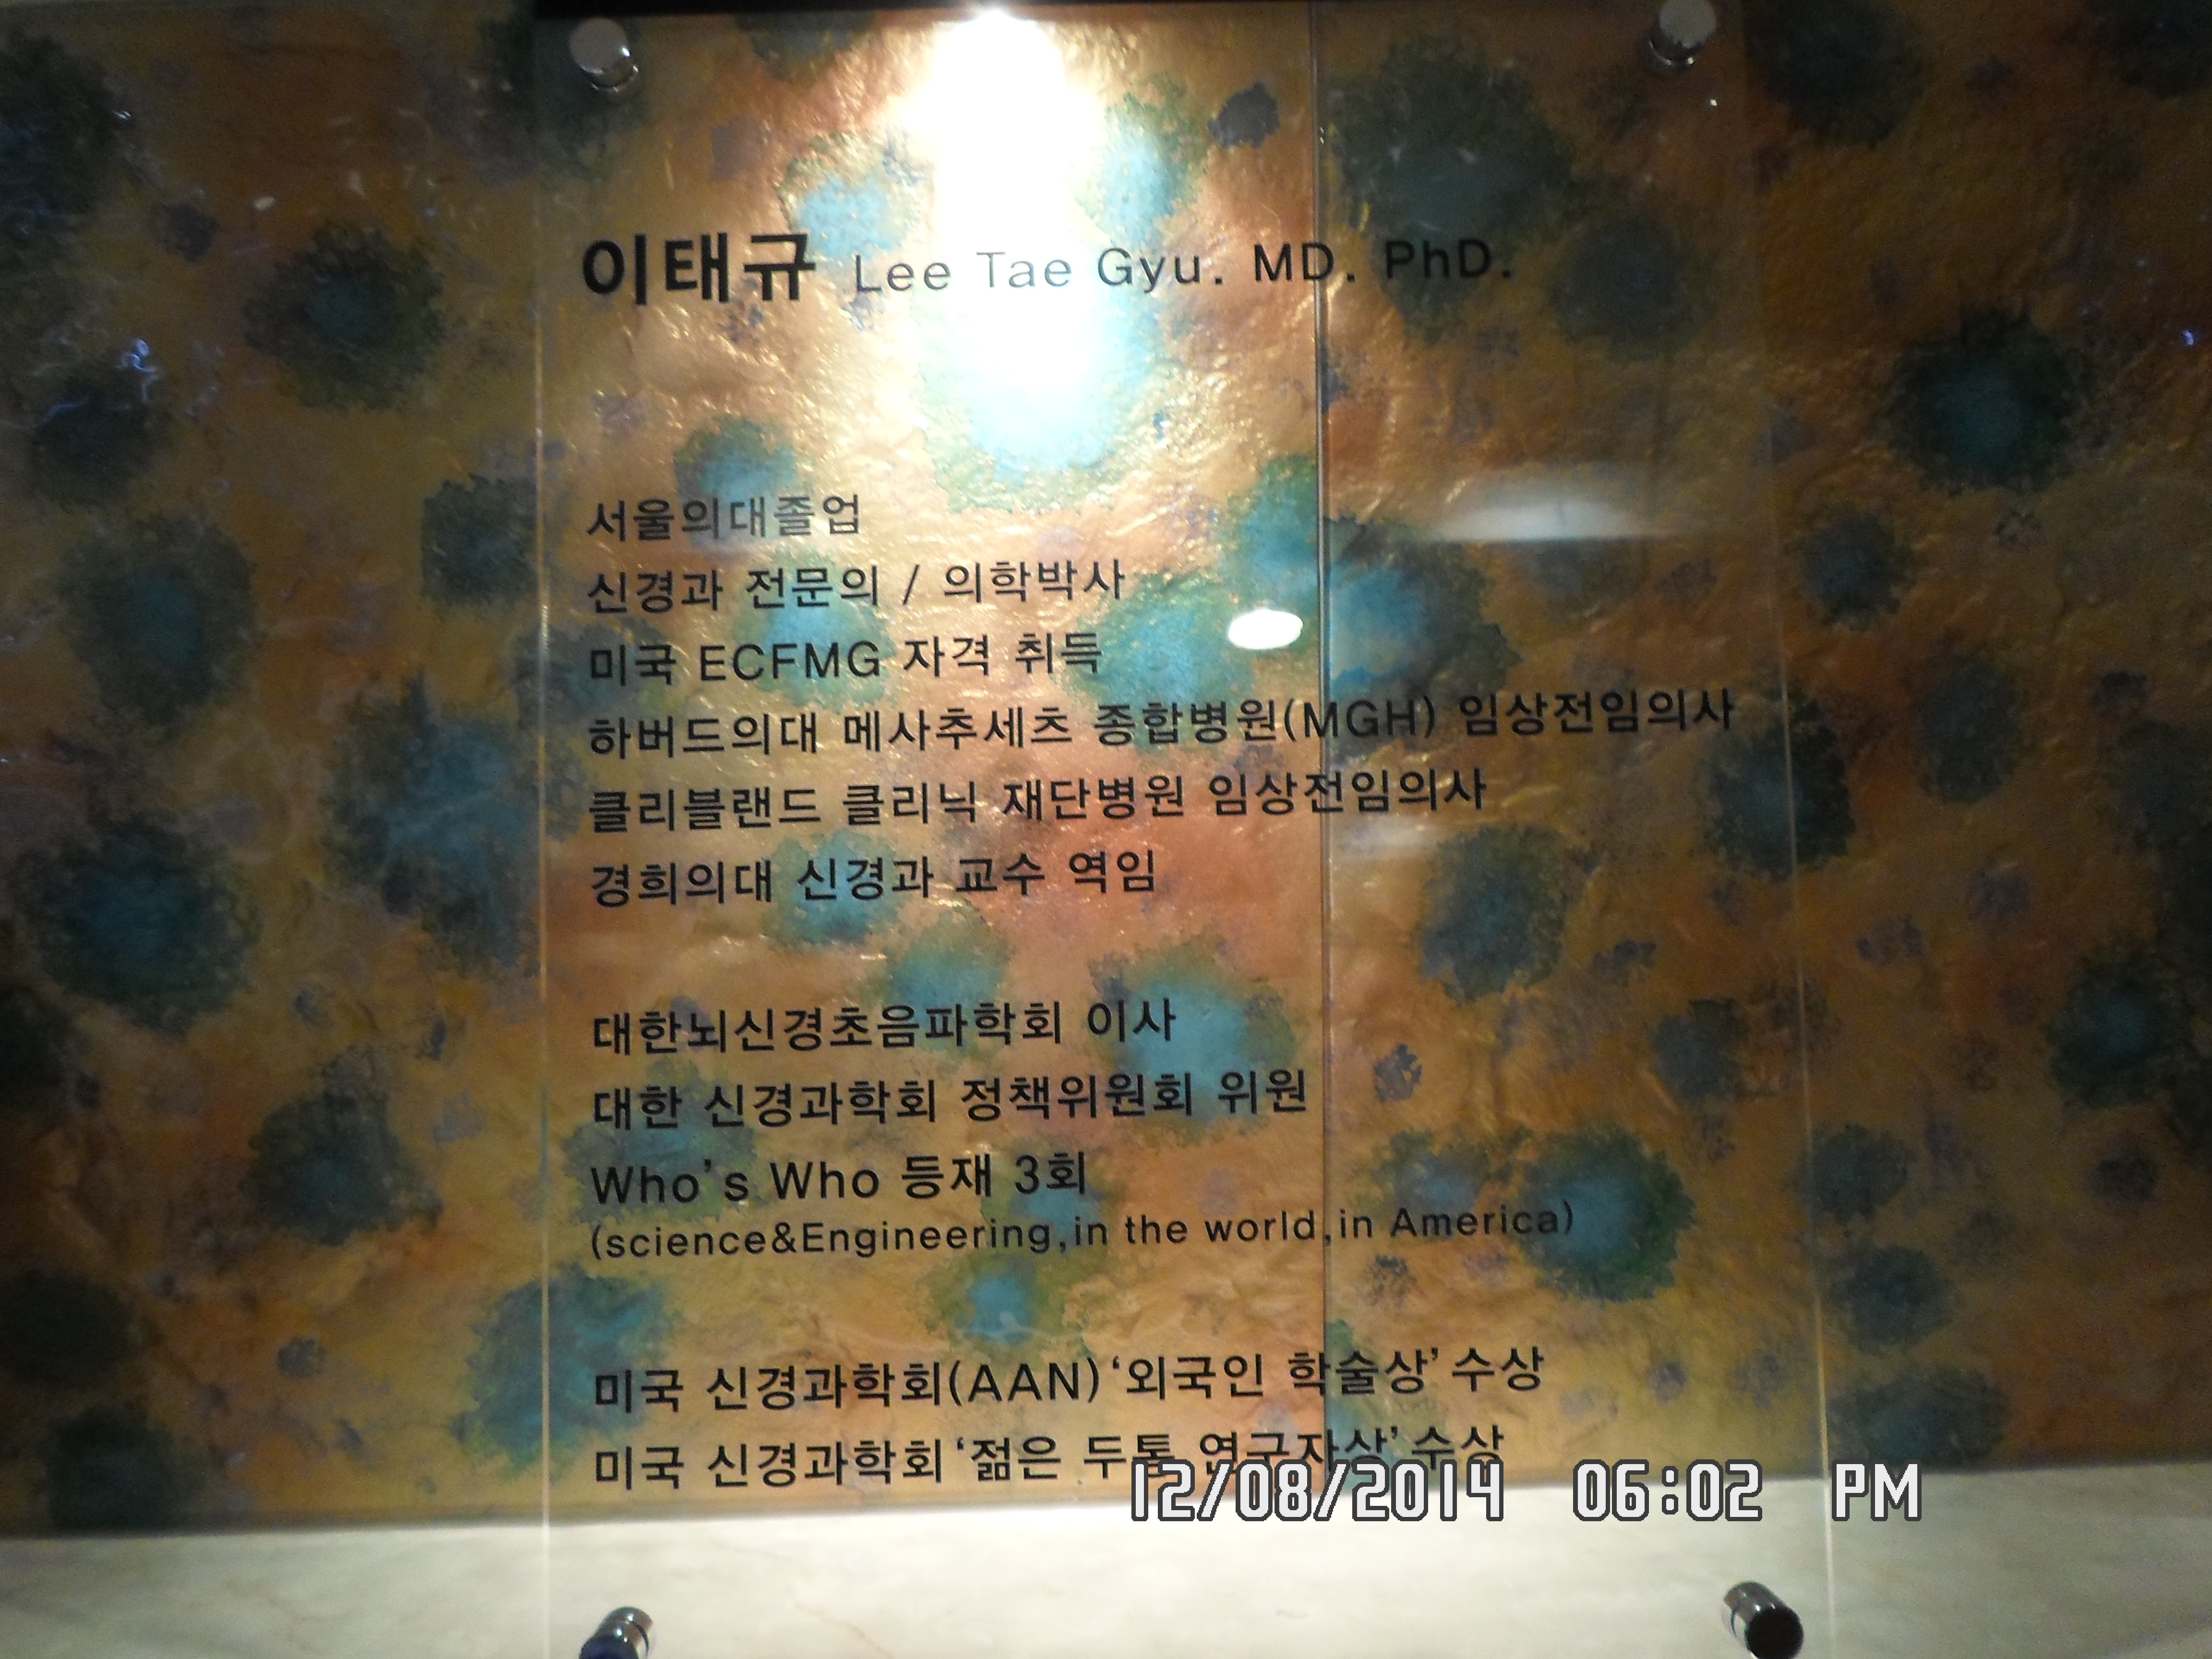 이태규 Lee Tae Gyu. MD. PhD.
서울의대졸업
신경과 전문의 / 의학박사
미국 ECFMG 자격 취득
하버드의대 메사추세츠 종합병원(MGH) 임상전임의사
클리블랜드 클리닉 재단병원 임상전임의사
경희의대 신경과 교수 역임
대한뇌신경초음파학회 이사
대한 신경과학회 정책위원회 위원
Who's Who 등재 3회
(science&Engineering,in the world,in America)
미국 신경과학회(AAN)‘외국인 학술상’수상
미국 신경과학회‘젊은 두통 연구자상’수상
12/08/2014 06:02 PM